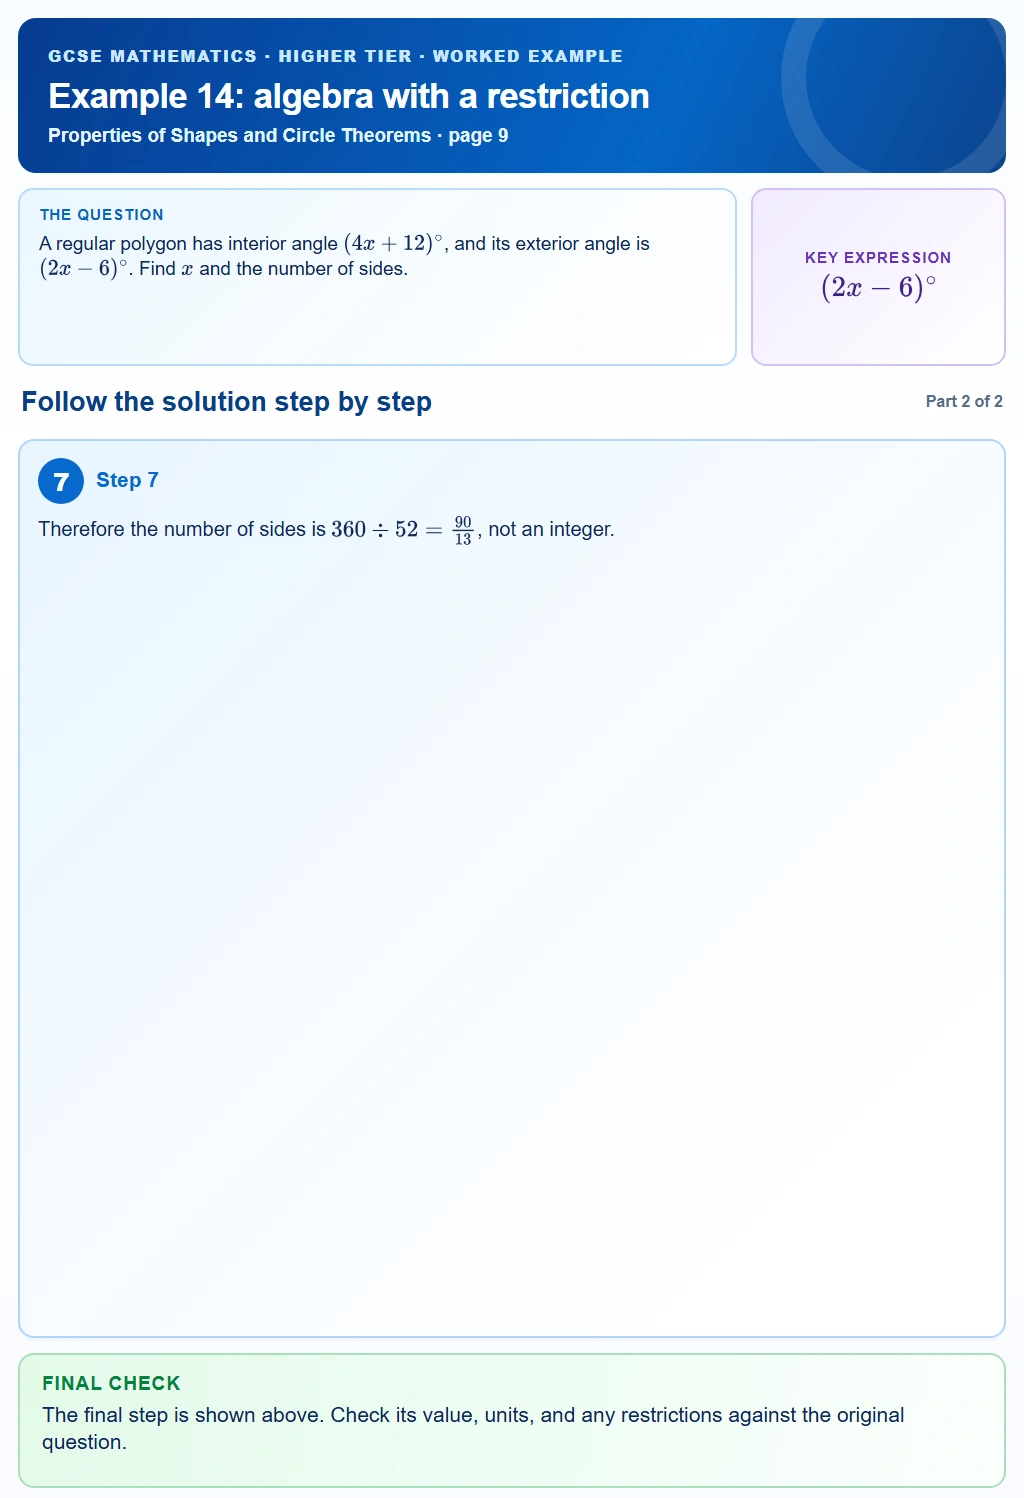 GCSE MATHEMATICS · HIGHER TIER · WORKED EXAMPLE
Example 14: algebra with a restriction
Properties of Shapes and Circle Theorems · page 9
THE QUESTION
A regular polygon has interior angle (4x + 12)°, and its exterior angle is
(2x − 6)°. Find x and the number of sides.
KEY EXPRESSION
(2x − 6)°
Follow the solution step by step
Part 2 of 2
7 Step 7
Therefore the number of sides is 360 ÷ 52 = 90/13, not an integer.
FINAL CHECK
The final step is shown above. Check its value, units, and any restrictions against the original
question.